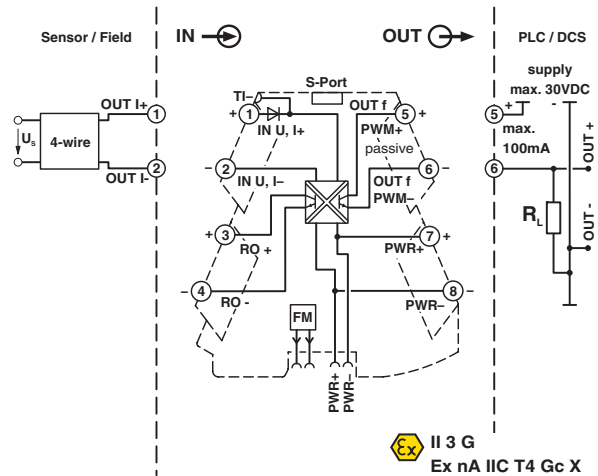 Sensor / Field
IN
OUT
PLC / DCS
supply
max. 30VDC
S-Port
TI–
OUT I+
1
+
1
IN U, I+
OUT f
5
+
PWM+
passive
5
+
-
max.
100mA
OUT +
Us
4-wire
OUT I-
2
–
2
IN U, I–
OUT f
6
–
PWM–
6
RL
OUT -
+
3
RO +
7
+
PWR+
–
4
RO -
8
–
PWR–
FM
PWR+
PWR–
Ex
II 3 G
Ex nA IIC T4 Gc X